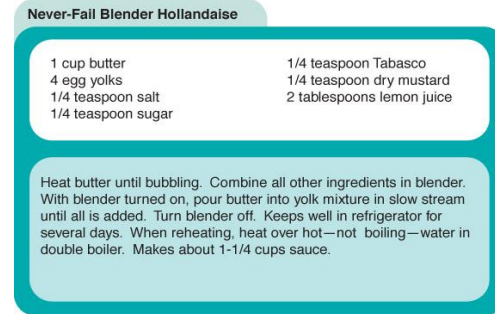 Never-Fail Blender Hollandaise
1 cup butter
4 egg yolks
1/4 teaspoon salt
1/4 teaspoon sugar
1/4 teaspoon Tabasco
1/4 teaspoon dry mustard
2 tablespoons lemon juice
Heat butter until bubbling. Combine all other ingredients in blender.
With blender turned on, pour butter into yolk mixture in slow stream
until all is added. Turn blender off. Keeps well in refrigerator for
several days. When reheating, heat over hot—not boiling—water in
double boiler. Makes about 1-1/4 cups sauce.